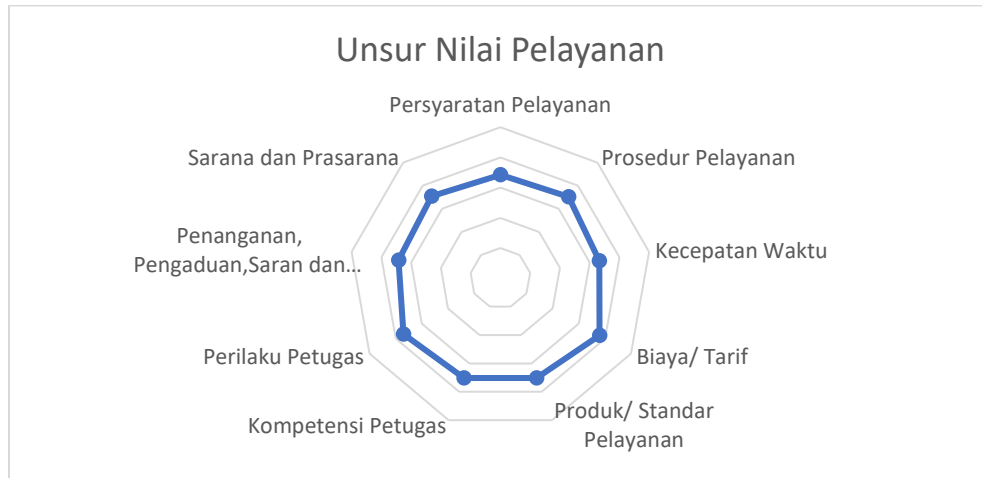 Unsur Nilai Pelayanan
Persyaratan Pelayanan
Prosedur Pelayanan
Kecepatan Waktu
Biaya/ Tarif
Produk/ Standar
Pelayanan
Kompetensi Petugas
Perilaku Petugas
Penanganan,
Pengaduan,Saran dan...
Sarana dan Prasarana